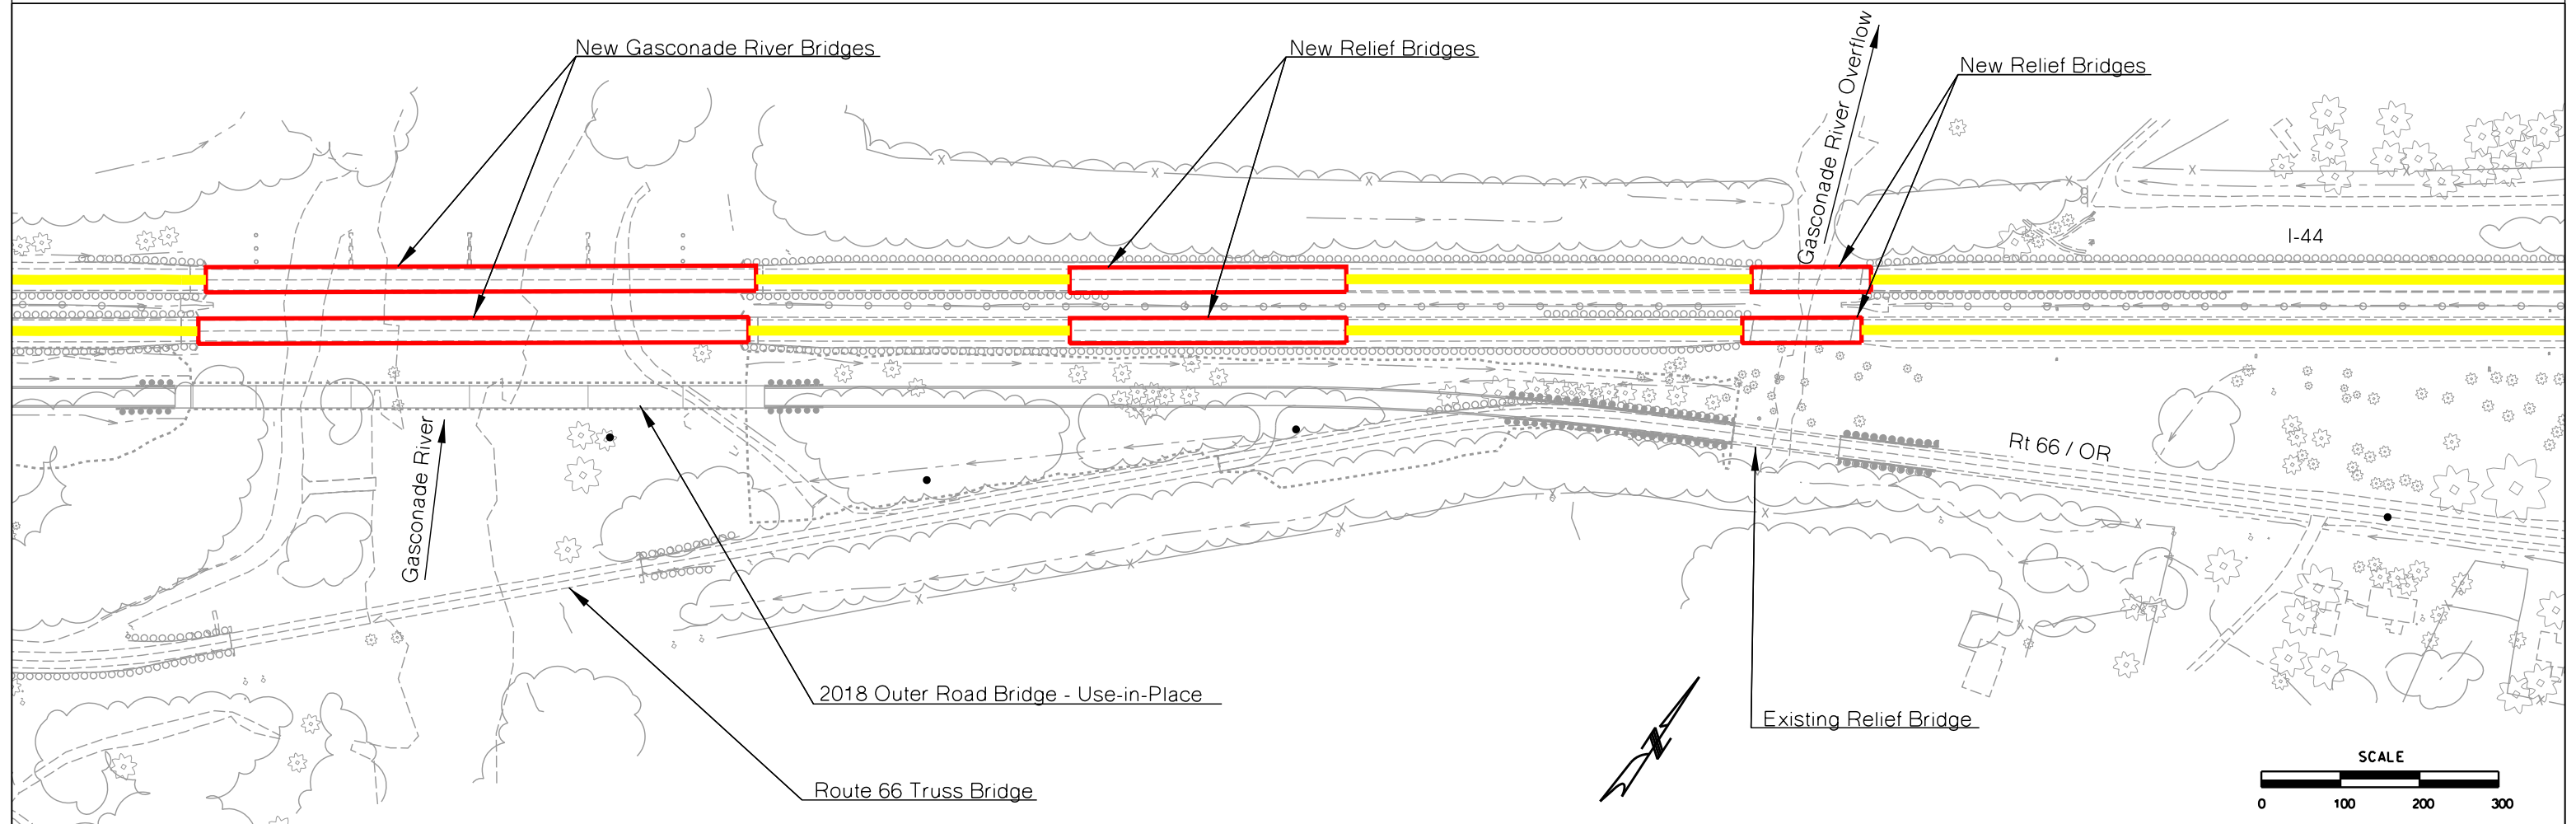 New Gasconade River Bridges
New Relief Bridges
Gasconade River Overflow
New Relief Bridges
I-44
Gasconade River
Rt 66 / OR
2018 Outer Road Bridge - Use-in-Place
Existing Relief Bridge
Route 66 Truss Bridge
N
SCALE
0 100 200 300